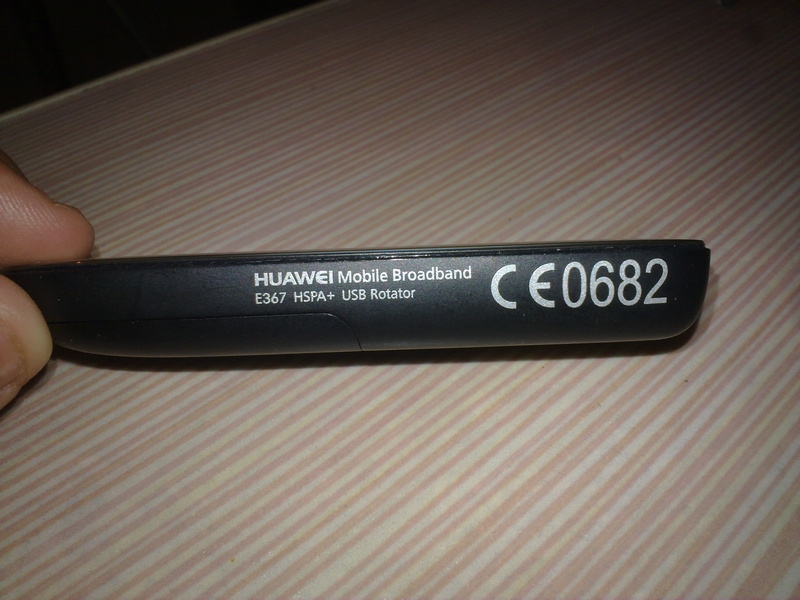 HUAWEI Mobile Broadband
E367 HSPA+ USB Rotator
CE0682